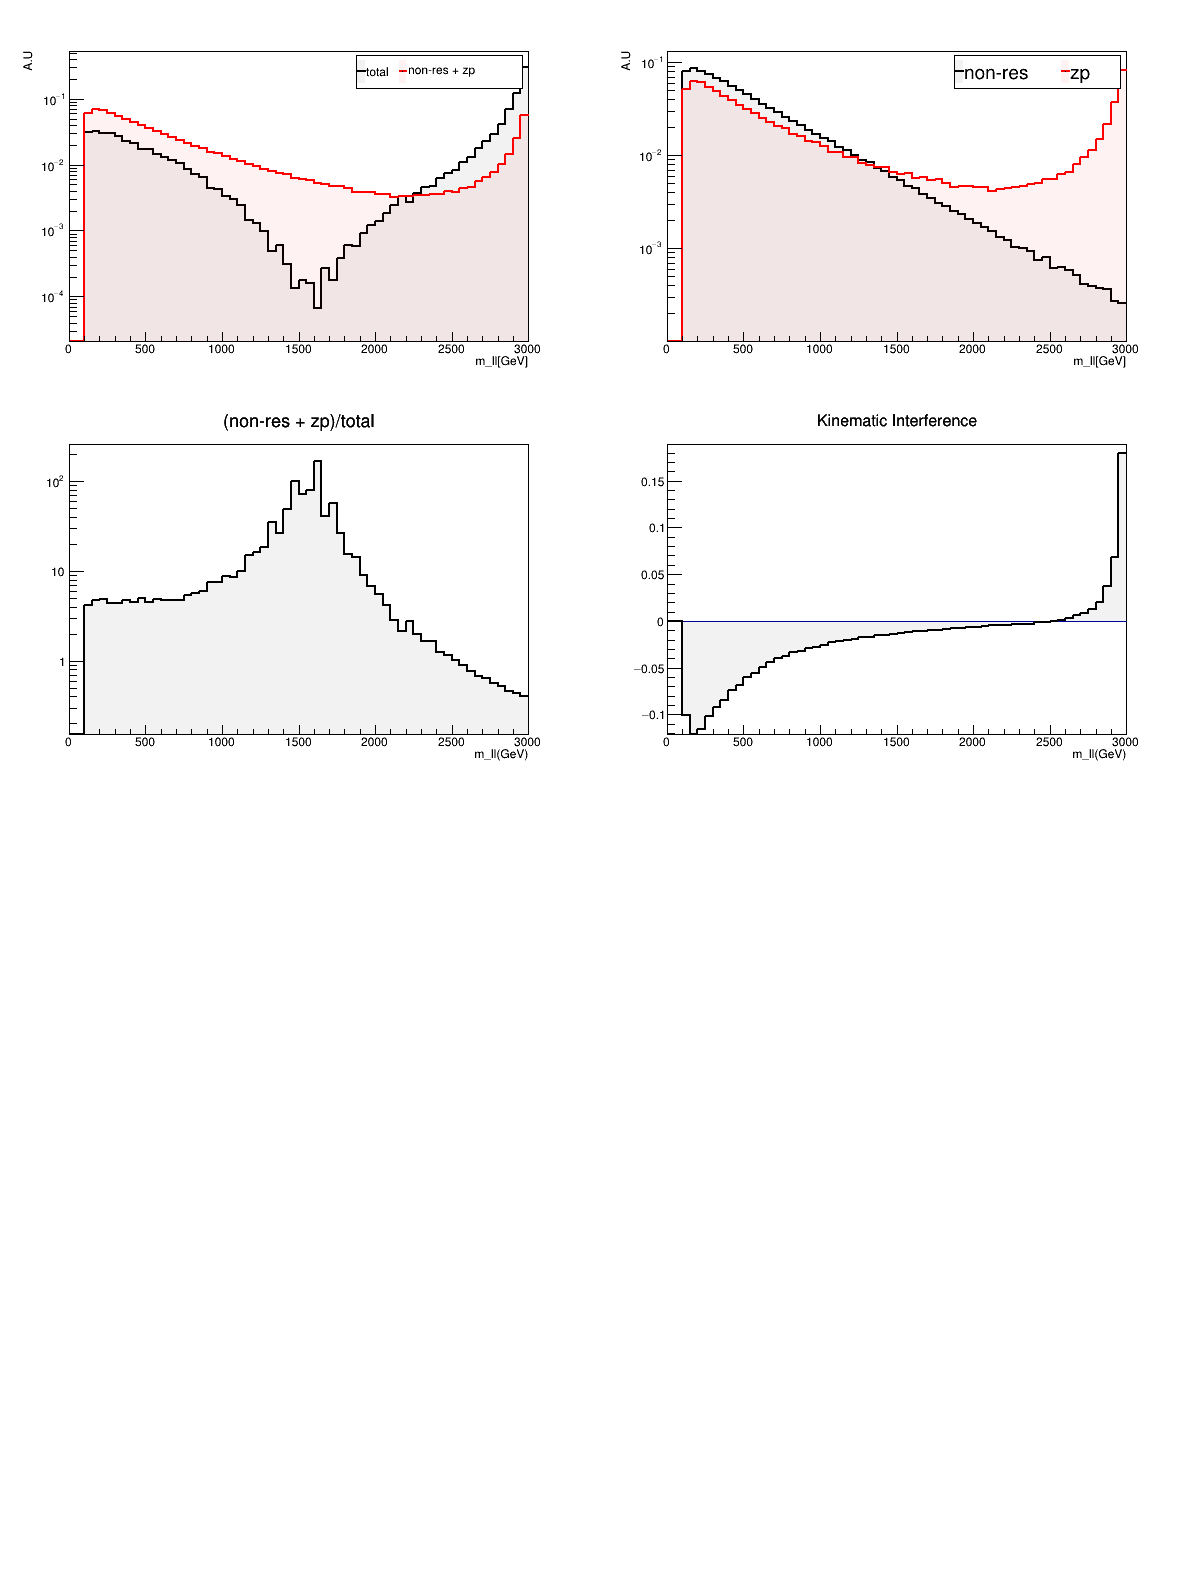 A.U
total non-res + zp
10⁻¹
10⁻²
10⁻³
10⁻⁴
0 500 1000 1500 2000 2500 3000
m_ll[GeV]
A.U
non-res zp
10⁻¹
10⁻²
10⁻³
0 500 1000 1500 2000 2500 3000
m_ll[GeV]
(non-res + zp)/total
10²
10
1
0 500 1000 1500 2000 2500 3000
m_ll(GeV)
Kinematic Interference
0.15
0.1
0.05
0
−0.05
−0.1
0 500 1000 1500 2000 2500 3000
m_ll(GeV)